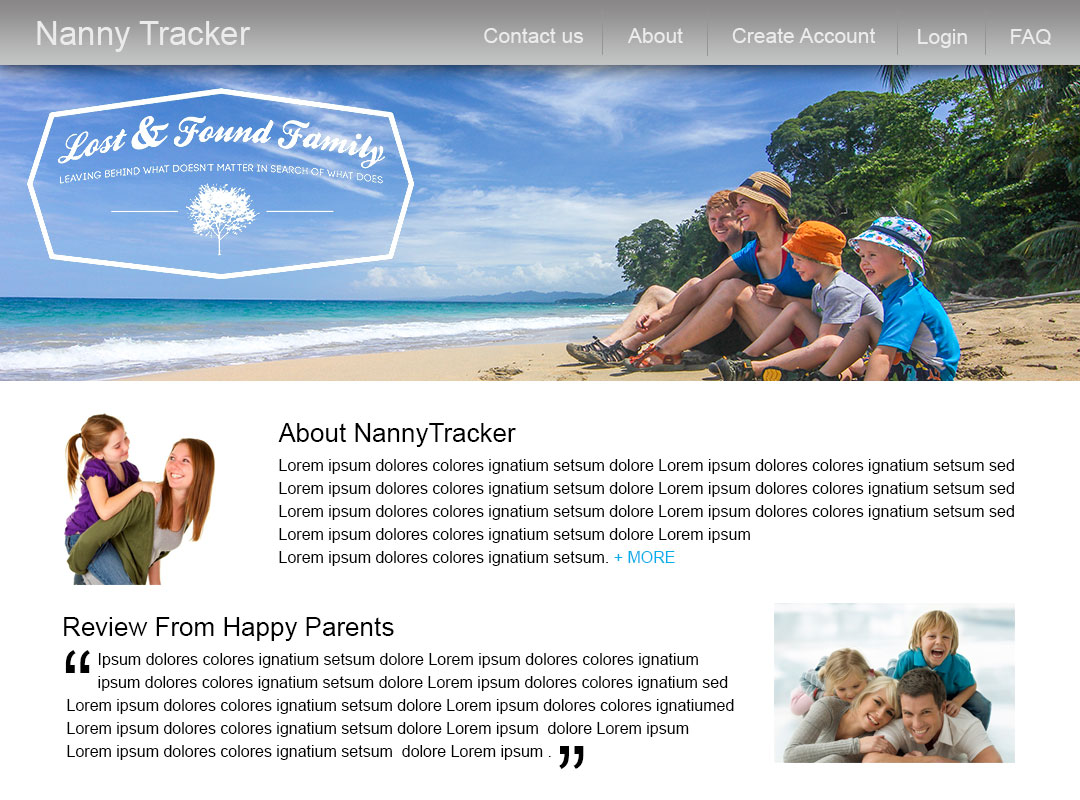 Nanny Tracker
Contact us
About
Create Account
Login
FAQ
Lost & Found Family
LEAVING BEHIND WHAT DOESN'T MATTER IN SEARCH OF WHAT DOES
About NannyTracker
Lorem ipsum dolores colores ignatium setsum dolore Lorem ipsum dolores colores ignatium setsum sed
Lorem ipsum dolores colores ignatium setsum dolore Lorem ipsum dolores colores ignatium setsum sed
Lorem ipsum dolores colores ignatium setsum dolore Lorem ipsum dolores colores ignatium setsum sed
Lorem ipsum dolores colores ignatium setsum dolore Lorem ipsum
Lorem ipsum dolores colores ignatium setsum. + MORE
Review From Happy Parents
“ Ipsum dolores colores ignatium setsum dolore Lorem ipsum dolores colores ignatium
ipsum dolores colores ignatium setsum dolore Lorem ipsum dolores colores ignatium sed
Lorem ipsum dolores colores ignatium setsum dolore Lorem ipsum dolores colores ignatiumed
Lorem ipsum dolores colores ignatium setsum dolore Lorem ipsum  dolore Lorem ipsum
Lorem ipsum dolores colores ignatium setsum  dolore Lorem ipsum . ”